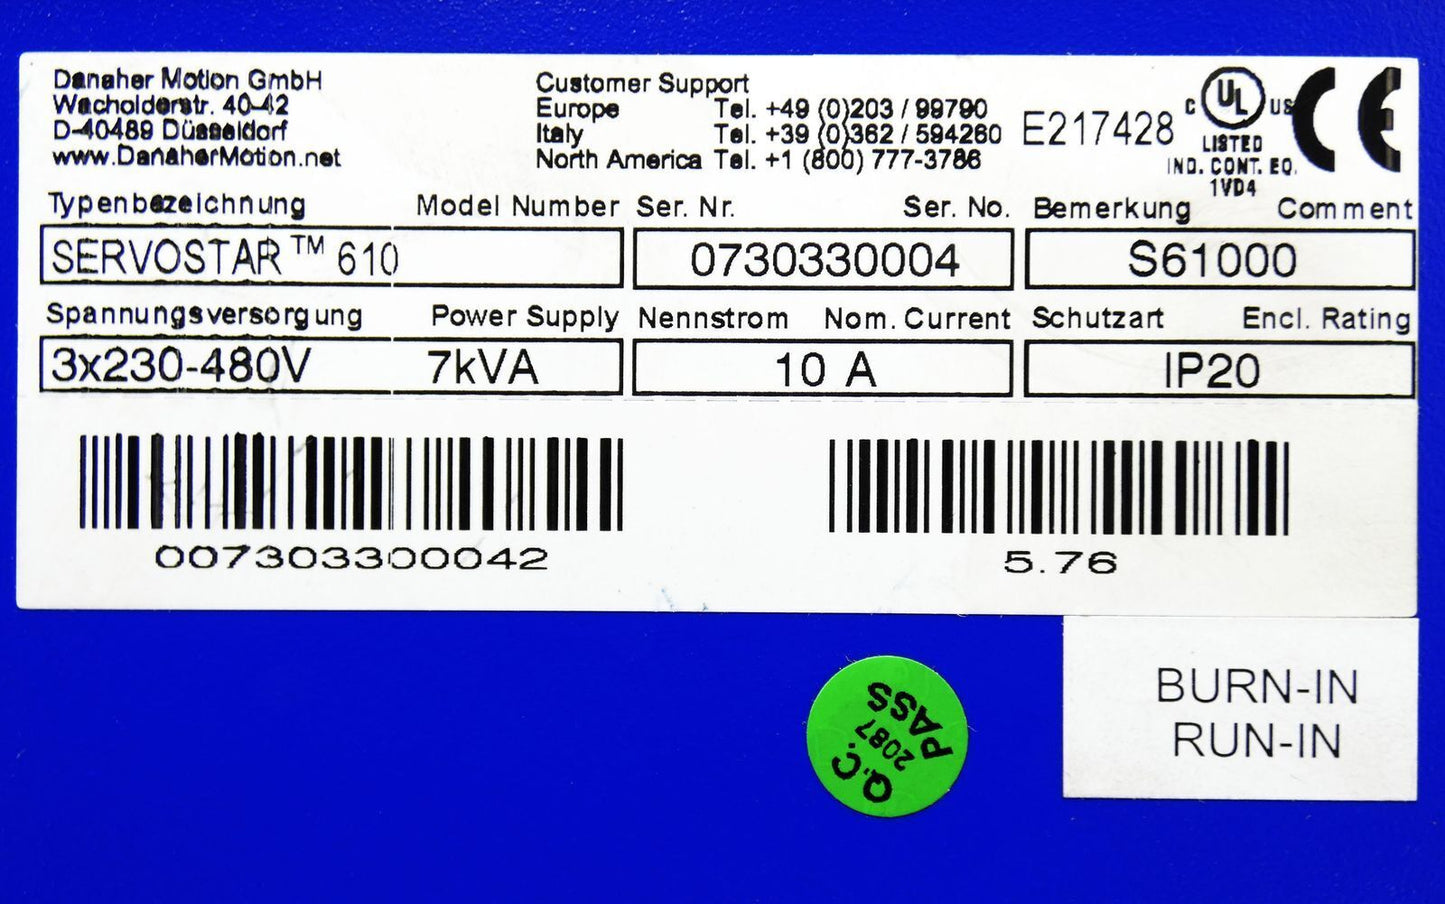 Danaher Motion GmbH
Wacholderstr. 40-42
D-40489 Düsseldorf
www.DanaherMotion.net
Customer Support
Europe Tel. +49 (0)203 / 99790
Italy Tel. +39 (0)362 / 594260
North America Tel. +1 (800) 777-3786
E217428
C UL US
LISTED
IND. CONT. EQ.
1VD4
CE
Typenbezeichnung Model Number Ser. Nr. Ser. No. Bemerkung Comment
SERVOSTAR™ 610 0730330004 S61000
Spannungsversorgung Power Supply Nennstrom Nom. Current Schutzart Encl. Rating
3x230-480V 7kVA 10 A IP20
007303300042 5.76
BURN-IN
RUN-IN
Q.C.
2087
PASS